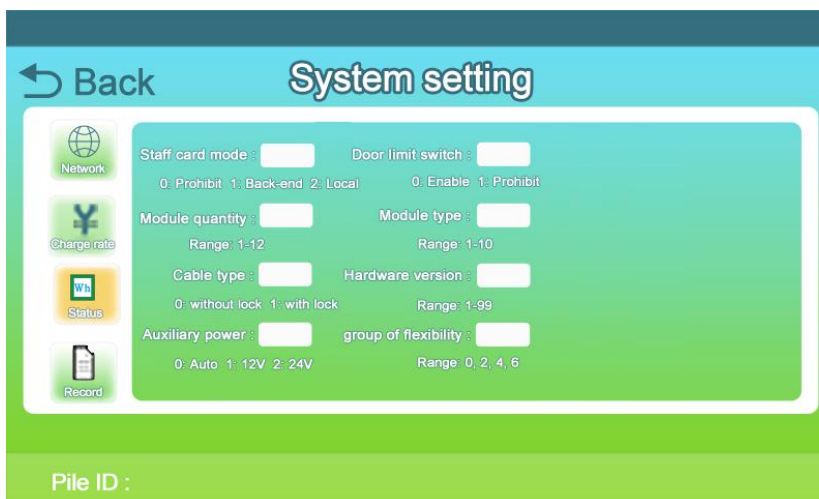 Back
System setting
Network
Charge rate
Wh
Status
Record
Staff card mode : Door limit switch :
0: Prohibit 1: Back-end 2: Local 0: Enable 1: Prohibit
Module quantity : Module type :
Range: 1-12 Range: 1-10
Cable type : Hardware version :
0: without lock 1: with lock Range: 1-99
Auxiliary power : group of flexibility :
0: Auto 1: 12V 2: 24V Range: 0, 2, 4, 6
Pile ID :